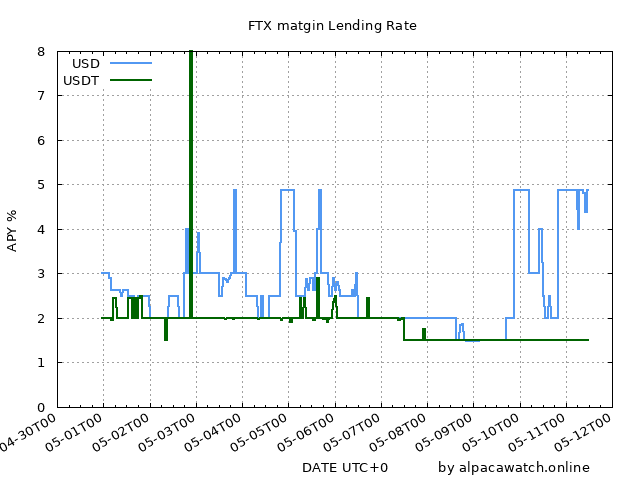 FTX matgin Lending Rate
USD
USDT
8
7
6
5
4
3
2
1
0
APY %
04-30T00
05-01T00
05-02T00
05-03T00
05-04T00
05-05T00
05-06T00
05-07T00
05-08T00
05-09T00
05-10T00
05-11T00
05-12T00
DATE UTC+0
by alpacawatch.online